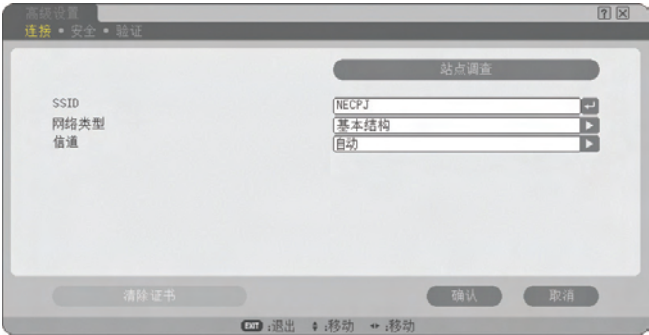 高级设置 ? X
连接 • 安全 • 验证
站点调查
SSID NECPJ
网络类型 基本结构
信道 自动
清除证书 确认 取消
EXIT :退出 :移动 :移动